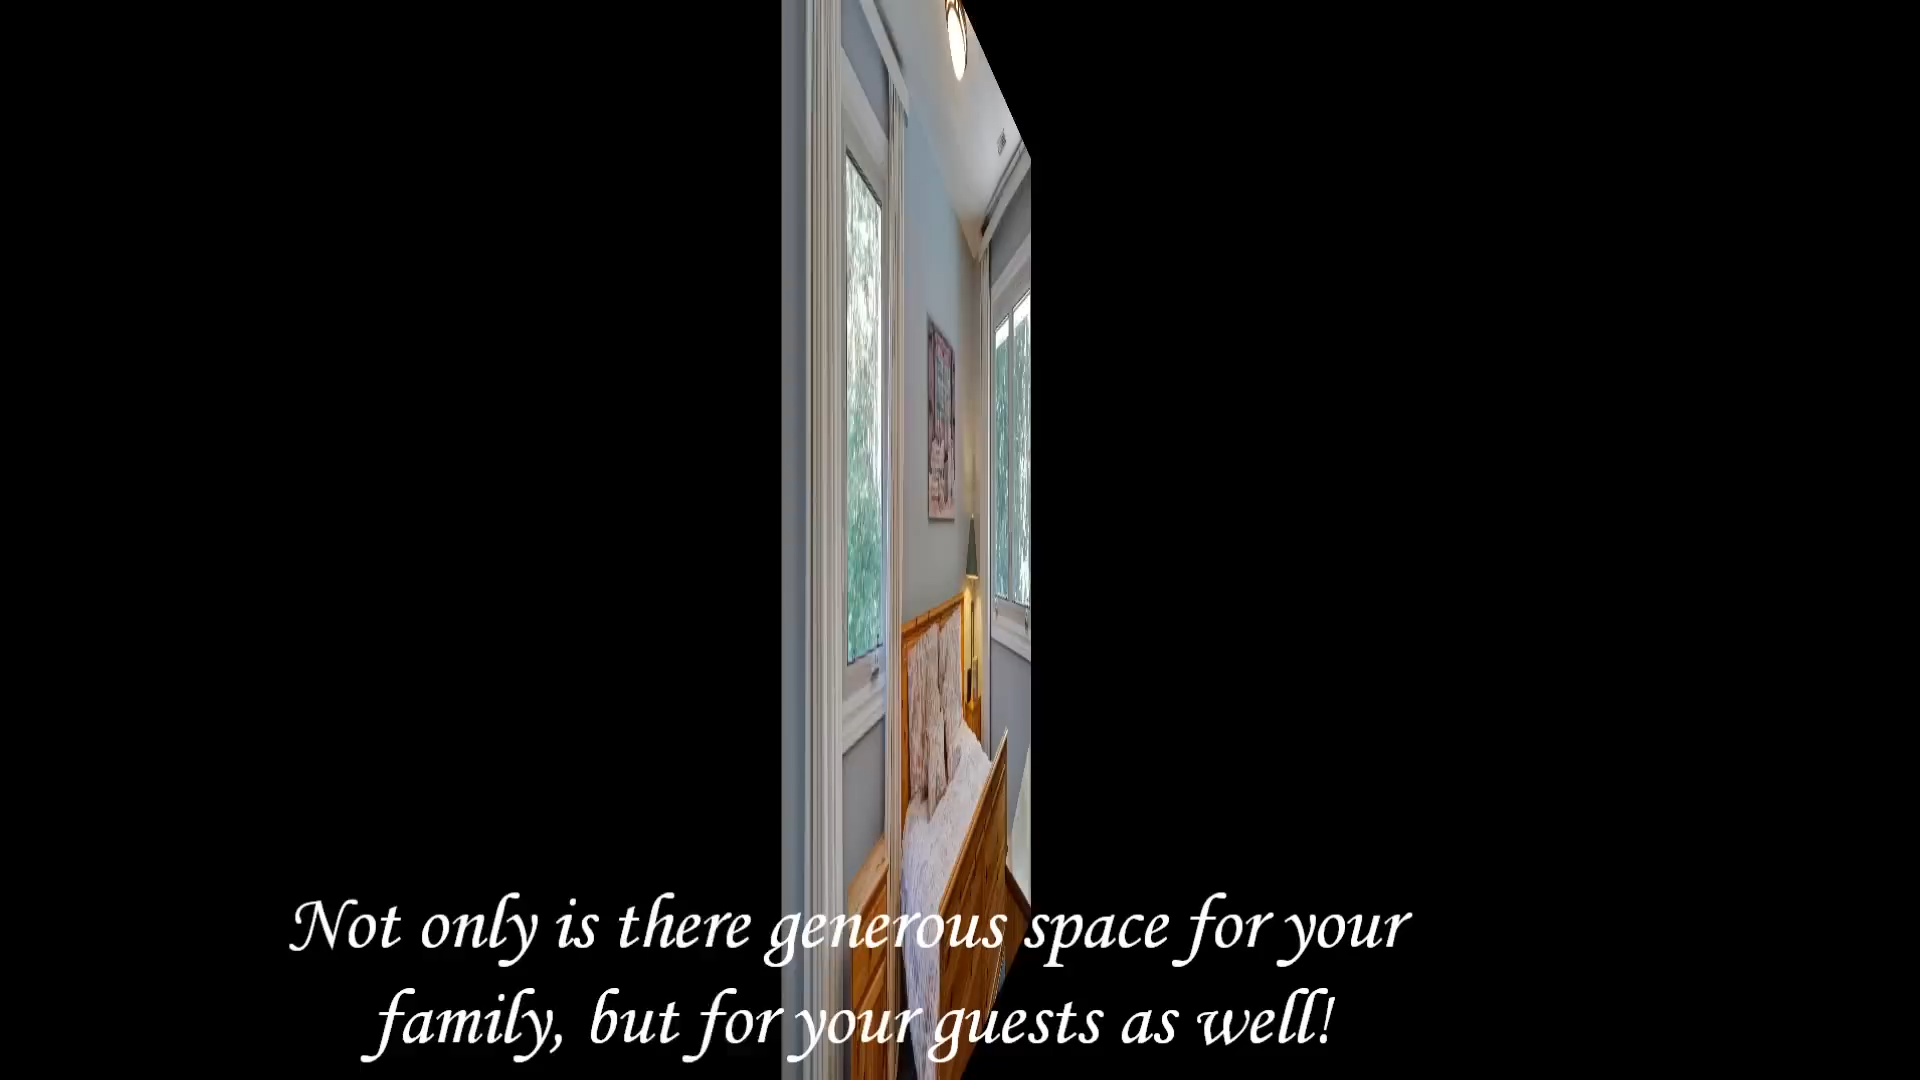 Not only is there generous space for your
family, but for your guests as well!